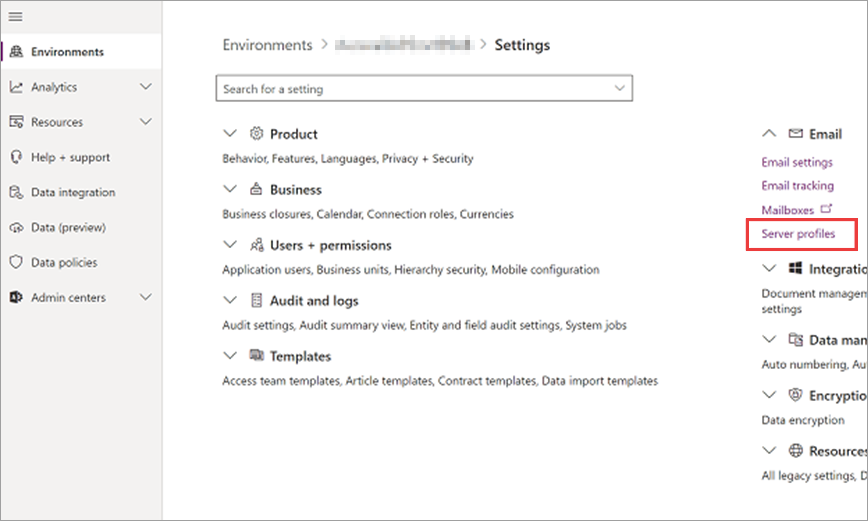 Environments
Analytics
Resources
Help + support
Data integration
Data (preview)
Data policies
Admin centers
Environments > > Settings
Search for a setting
Product
Behavior, Features, Languages, Privacy + Security
Business
Business closures, Calendar, Connection roles, Currencies
Users + permissions
Application users, Business units, Hierarchy security, Mobile configuration
Audit and logs
Audit settings, Audit summary view, Entity and field audit settings, System jobs
Templates
Access team templates, Article templates, Contract templates, Data import templates
Email
Email settings
Email tracking
Mailboxes
Server profiles
Integratio
Document managem
settings
Data man
Auto numbering, Au
Encryptio
Data encryption
Resources
All legacy settings, D